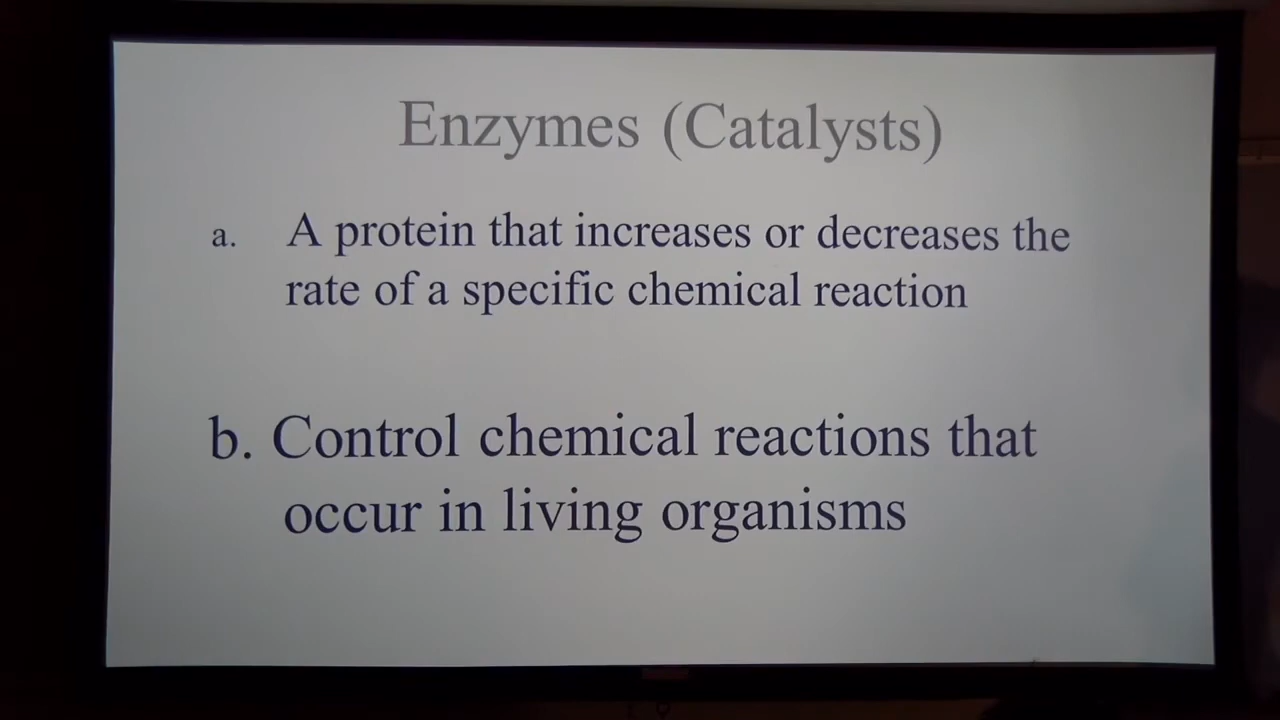 Enzymes (Catalysts)
a. A protein that increases or decreases the
rate of a specific chemical reaction
b. Control chemical reactions that
occur in living organisms